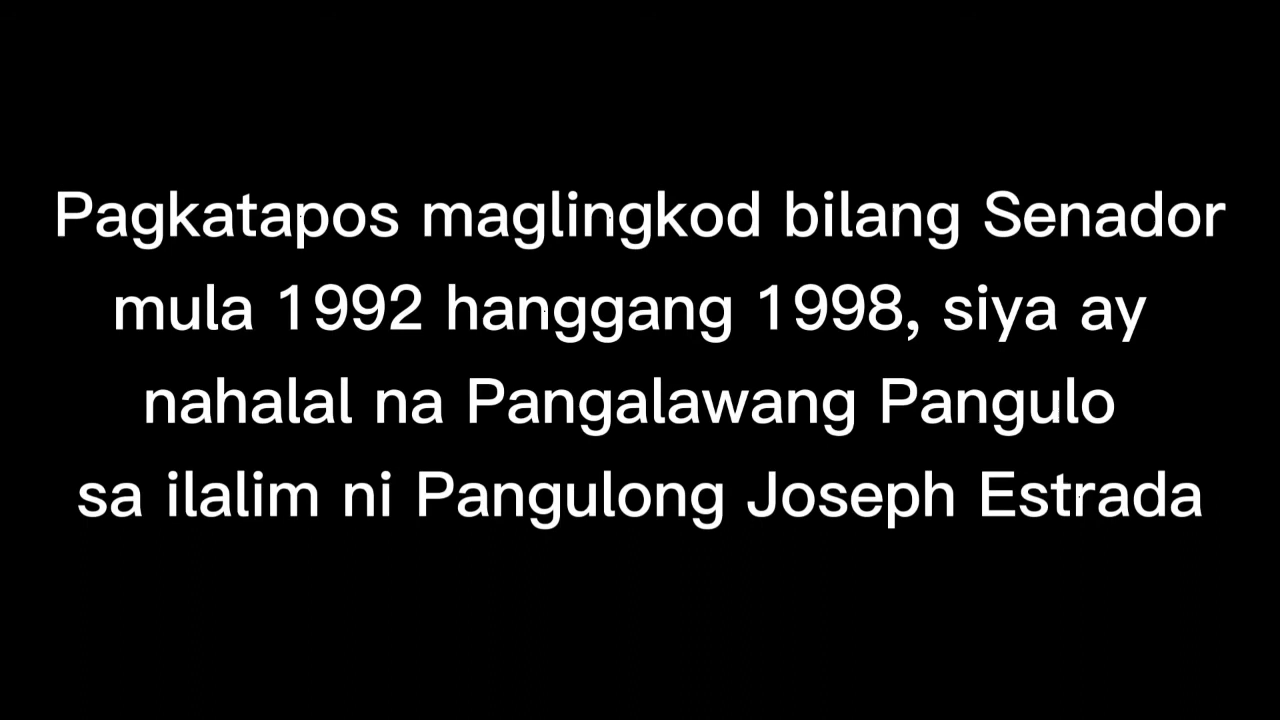 Pagkatapos maglingkod bilang Senador
mula 1992 hanggang 1998, siya ay
nahalal na Pangalawang Pangulo
sa ilalim ni Pangulong Joseph Estrada